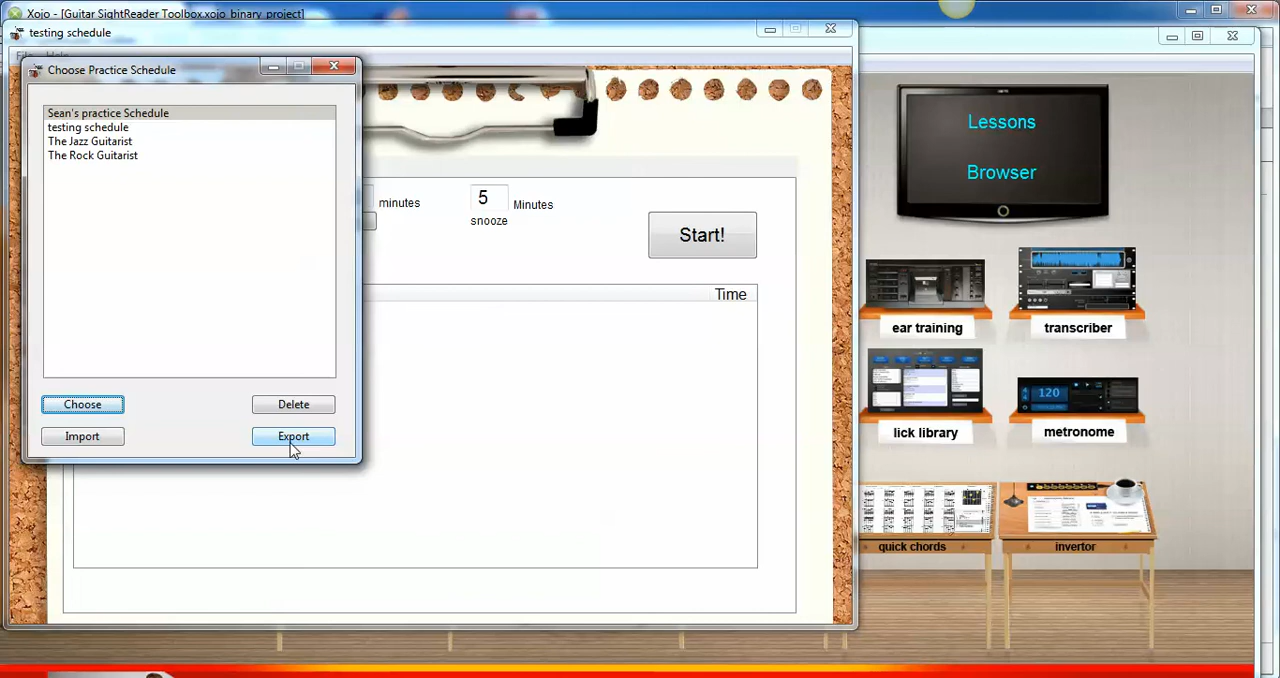 Xojo - [Guitar SightReader Toolbox.xojo_binary_project]
testing schedule
Choose Practice Schedule
Sean's practice Schedule
testing schedule
The Jazz Guitarist
The Rock Guitarist
Choose
Delete
Import
Export
minutes
5
Minutes
snooze
Start!
Time
Lessons
Browser
ear training
transcriber
lick library
120
metronome
quick chords
invertor